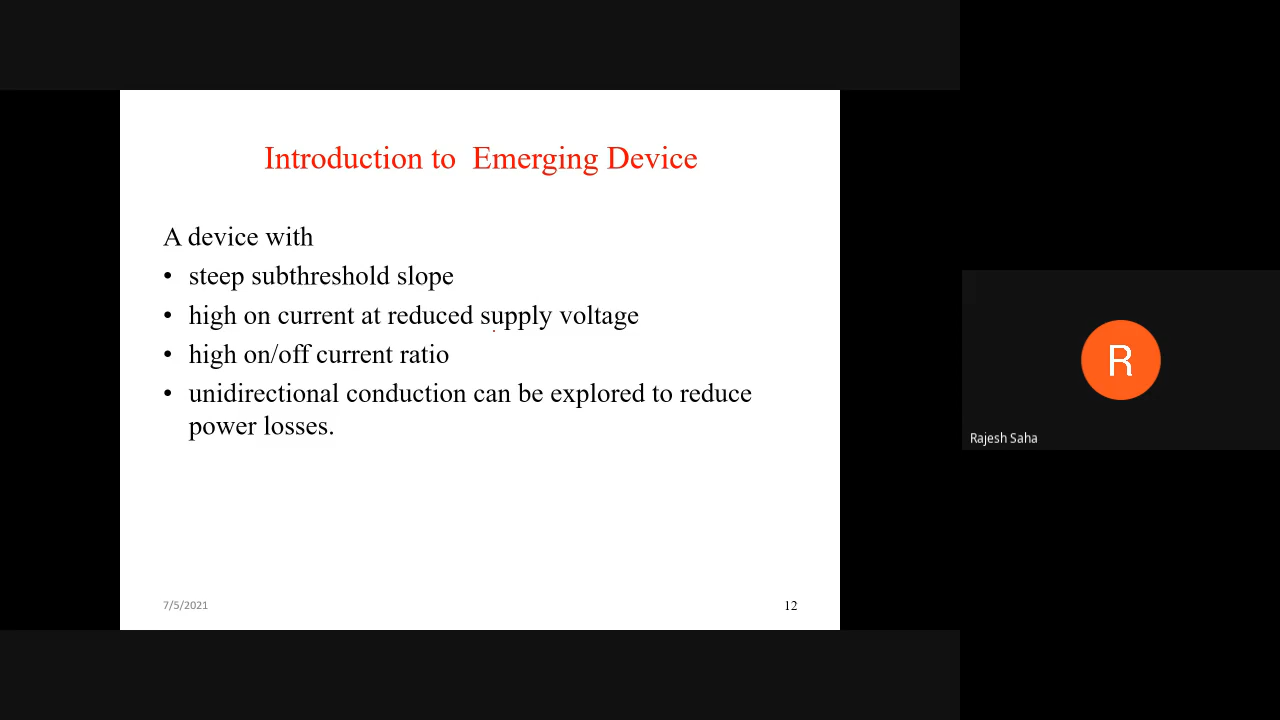 Introduction to  Emerging Device
A device with
• steep subthreshold slope
• high on current at reduced supply voltage
• high on/off current ratio
• unidirectional conduction can be explored to reduce
power losses.
7/5/2021
12
R
Rajesh Saha